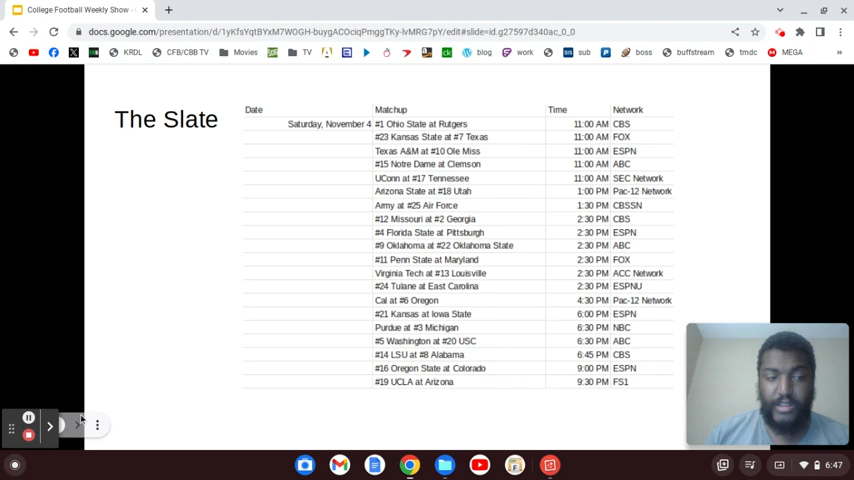 College Football Weekly Show -
docs.google.com/presentation/d/1yKfsYqtBYxM7WOGH-buygACOciqPmggTKy-lvMRG7pY/edit#slide=id.g27597d340ac_0_0
KRDL CFB/CBB TV Movies TV blog work sub boss buffstream tmdc MEGA »
The Slate
Date Matchup Time Network
Saturday, November 4 #1 Ohio State at Rutgers 11:00 AM CBS
#23 Kansas State at #7 Texas 11:00 AM FOX
Texas A&M at #10 Ole Miss 11:00 AM ESPN
#15 Notre Dame at Clemson 11:00 AM ABC
UConn at #17 Tennessee 11:00 AM SEC Network
Arizona State at #18 Utah 1:00 PM Pac-12 Network
Army at #25 Air Force 1:30 PM CBSSN
#12 Missouri at #2 Georgia 2:30 PM CBS
#4 Florida State at Pittsburgh 2:30 PM ESPN
#9 Oklahoma at #22 Oklahoma State 2:30 PM ABC
#11 Penn State at Maryland 2:30 PM FOX
Virginia Tech at #13 Louisville 2:30 PM ACC Network
#24 Tulane at East Carolina 2:30 PM ESPNU
Cal at #6 Oregon 4:30 PM Pac-12 Network
#21 Kansas at Iowa State 6:00 PM ESPN
Purdue at #3 Michigan 6:30 PM NBC
#5 Washington at #20 USC 6:30 PM ABC
#14 LSU at #8 Alabama 6:45 PM CBS
#16 Oregon State at Colorado 9:00 PM ESPN
#19 UCLA at Arizona 9:30 PM FS1
6:47